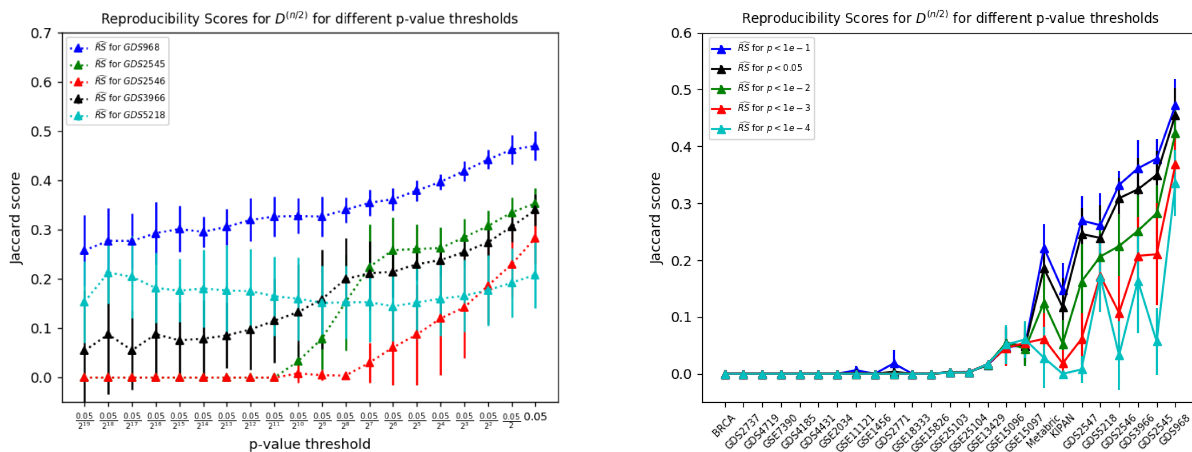 Reproducibility Scores for D^(n/2) for different p-value thresholds
Jaccard score
0.7
0.6
0.5
0.4
0.3
0.2
0.1
0.0
R͡S for GDS968
R͡S for GDS2545
R͡S for GDS2546
R͡S for GDS3966
R͡S for GDS5218
0.05/2^19 0.05/2^18 0.05/2^17 0.05/2^16 0.05/2^15 0.05/2^14 0.05/2^13 0.05/2^12 0.05/2^11 0.05/2^10 0.05/2^9 0.05/2^8 0.05/2^7 0.05/2^6 0.05/2^5 0.05/2^4 0.05/2^3 0.05/2^2 0.05/2 0.05
p-value threshold
Reproducibility Scores for D^(n/2) for different p-value thresholds
Jaccard score
0.6
0.5
0.4
0.3
0.2
0.1
0.0
R͡S for p < 1e − 1
R͡S for p < 0.05
R͡S for p < 1e − 2
R͡S for p < 1e − 3
R͡S for p < 1e − 4
BRCA GDS2737 GDS4719 GSE7390 GDS4185 GDS4431 GSE2034 GSE11121 GSE1456 GDS2771 GSE18333 GSE15826 GSE25103 GSE25104 GSE13429 GSE15096 GSE15097 Metabric KIPAN GDS2547 GDS5218 GDS2546 GDS3966 GDS2545 GDS968